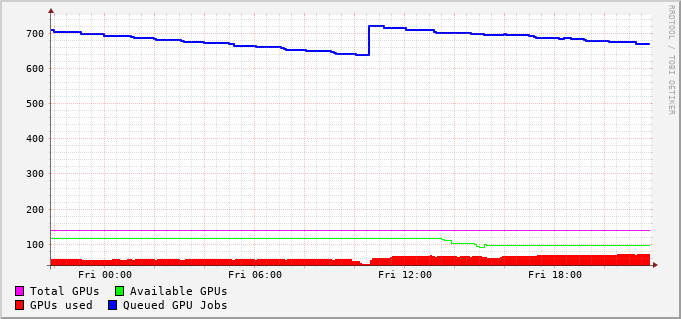 RRDTOOL / TOBI OETIKER
700
600
500
400
300
200
100
Fri 00:00 Fri 06:00 Fri 12:00 Fri 18:00
Total GPUs Available GPUs
GPUs used Queued GPU Jobs